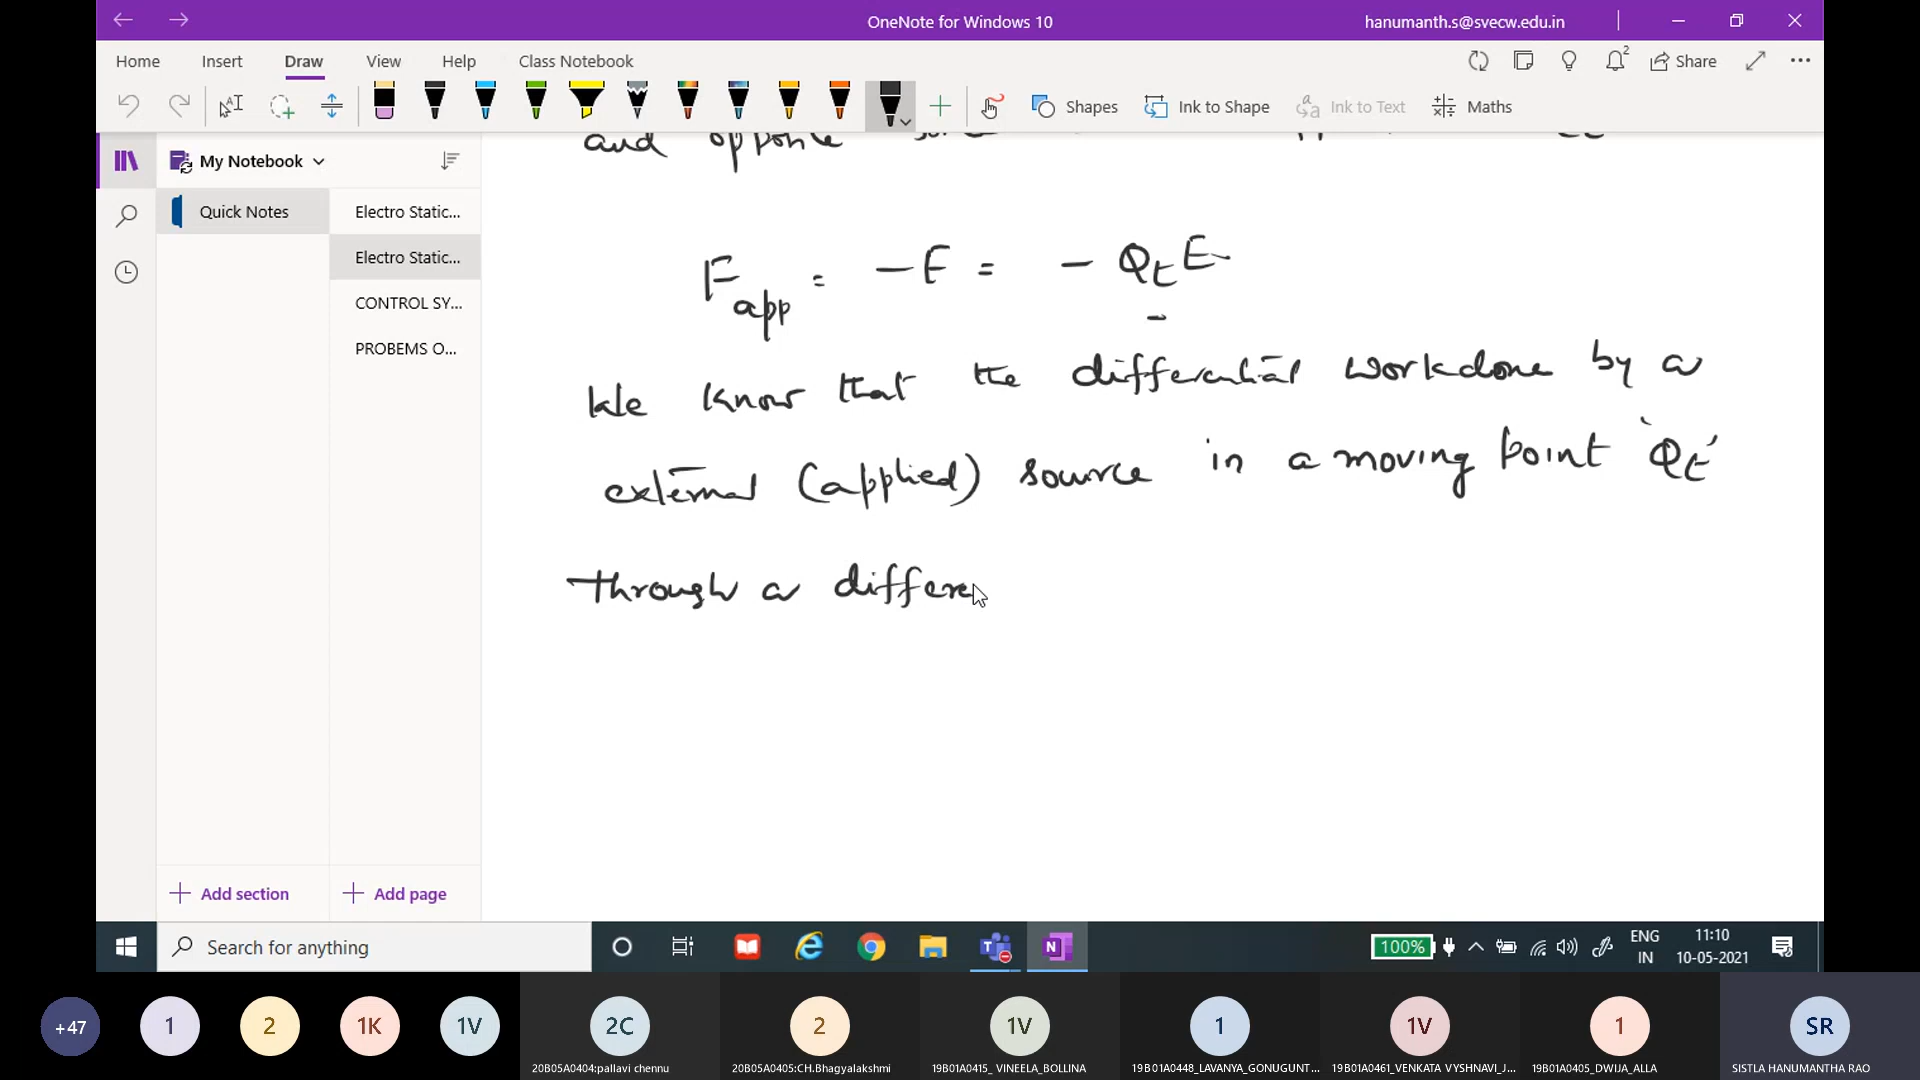 OneNote for Windows 10
hanumanth.s@svecw.edu.in
Home Insert Draw View Help Class Notebook
2
Share
Shapes Ink to Shape Ink to Text Maths
My Notebook
Quick Notes
Electro Static...
Electro Static...
CONTROL SY...
PROBEMS O...
and opposite
F app = -F = - QtE
We know that the differential workdone by a
external (applied) source in a moving point 'Qt'
through a differe
Add section
Add page
Search for anything
100%
ENG
IN
11:10
10-05-2021
+47 1 2 1K 1V 2C 2 1V 1 1V 1 SR
20B05A0404:pallavi chennu
20B05A0405:CH.Bhagyalakshmi
19B01A0415_ VINEELA_BOLLINA
19B01A0448_LAVANYA_GONUGUNT...
19B01A0461_VENKATA VYSHNAVI_J...
19B01A0405_DWIJA_ALLA
SISTLA HANUMANTHA RAO